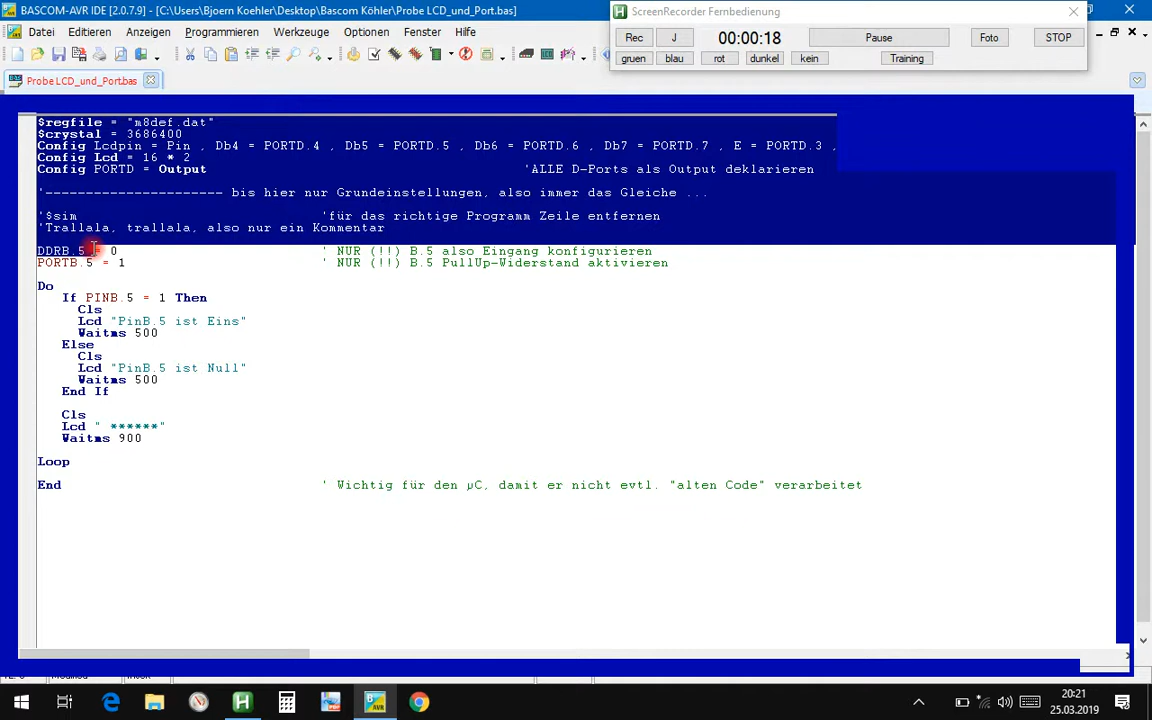 BASCOM-AVR IDE [2.0.7.9] - [C:\Users\Bjoern Koehler\Desktop\Bascom Köhler\Probe LCD_und_Port.bas]
ScreenRecorder Fernbedienung
Datei Editieren Anzeigen Programmieren Werkzeuge Optionen Fenster Hilfe
Rec J 00:00:18 Pause Foto STOP
gruen blau rot dunkel kein Training
Probe LCD_und_Port.bas
$regfile = "m8def.dat"
$crystal = 3686400
Config Lcdpin = Pin , Db4 = PORTD.4 , Db5 = PORTD.5 , Db6 = PORTD.6 , Db7 = PORTD.7 , E = PORTD.3 ,
Config Lcd = 16 * 2
Config PORTD = Output 'ALLE D-Ports als Output deklarieren
'---------------------- bis hier nur Grundeinstellungen, also immer das Gleiche ...
'$sim 'für das richtige Programm Zeile entfernen
'Trallala, trallala, also nur ein Kommentar
DDRB.5 = 0 ' NUR (!!) B.5 also Eingang konfigurieren
PORTB.5 = 1 ' NUR (!!) B.5 PullUp-Widerstand aktivieren
Do
If PINB.5 = 1 Then
Cls
Lcd "PinB.5 ist Eins"
Waitms 500
Else
Cls
Lcd "PinB.5 ist Null"
Waitms 500
End If
Cls
Lcd " ******"
Waitms 900
Loop
End ' Wichtig für den µC, damit er nicht evtl. "alten Code" verarbeitet
20:21
25.03.2019